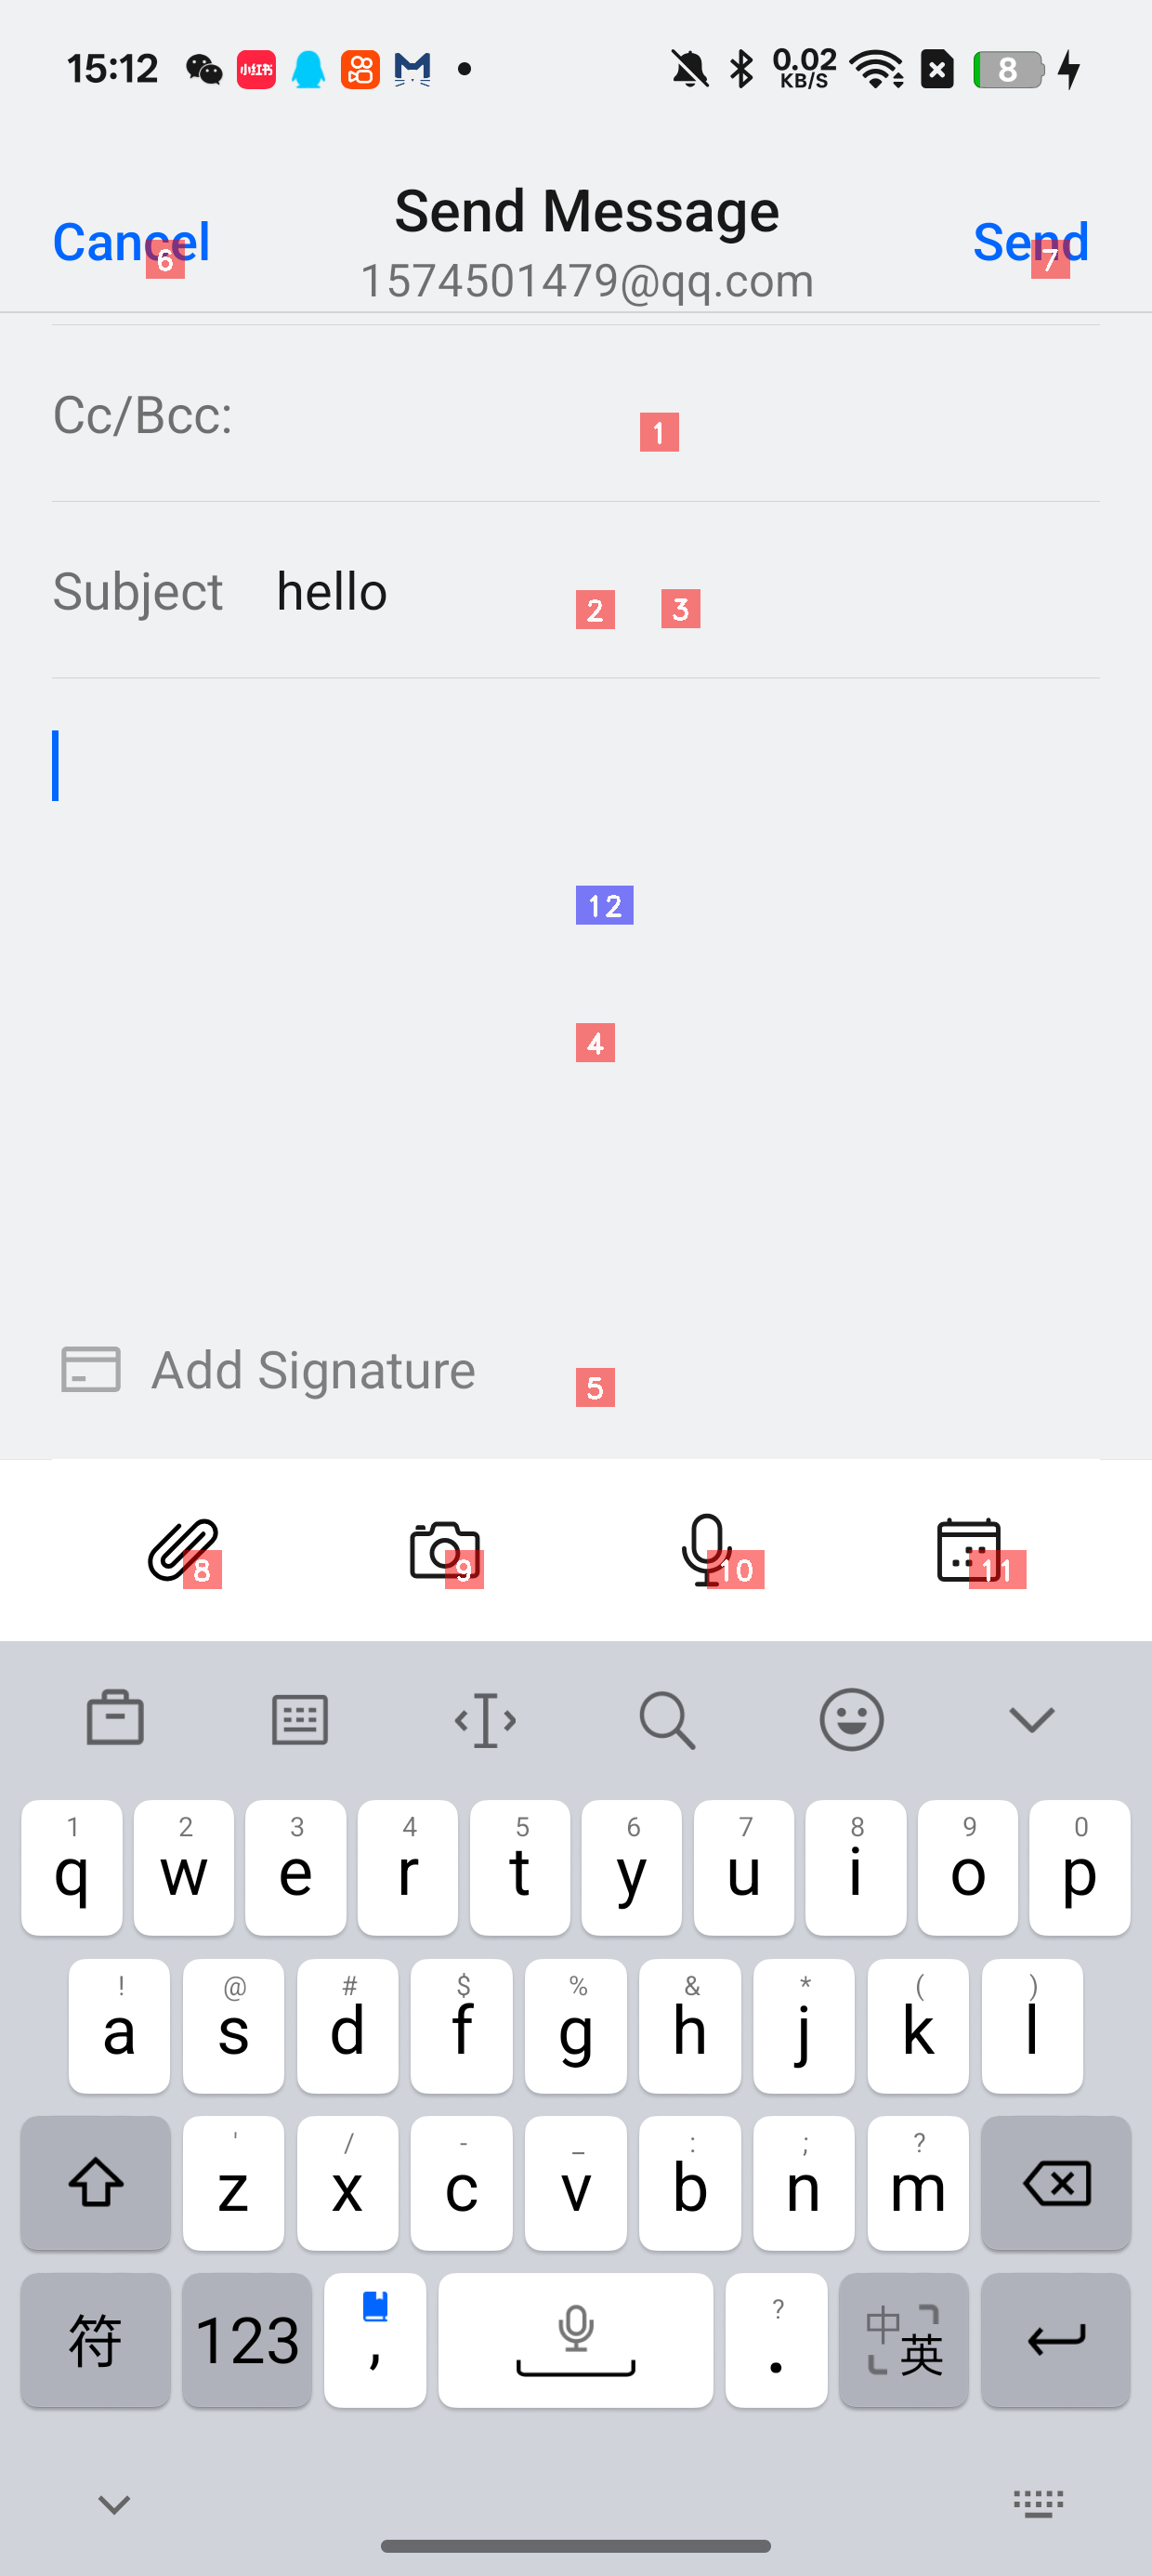 15:12 小红书 0.02 KB/S 8
Send Message
Cancel 6 Send 7
1574501479@qq.com
Cc/Bcc: 1
Subject hello 2 3
12
4
Add Signature 5
8 9 10 11
1 2 3 4 5 6 7 8 9 0
q w e r t y u i o p
! @ # $ % & * ( )
a s d f g h j k l
' / - _ : ; ?
z x c v b n m
?
符 123 , . 中 英